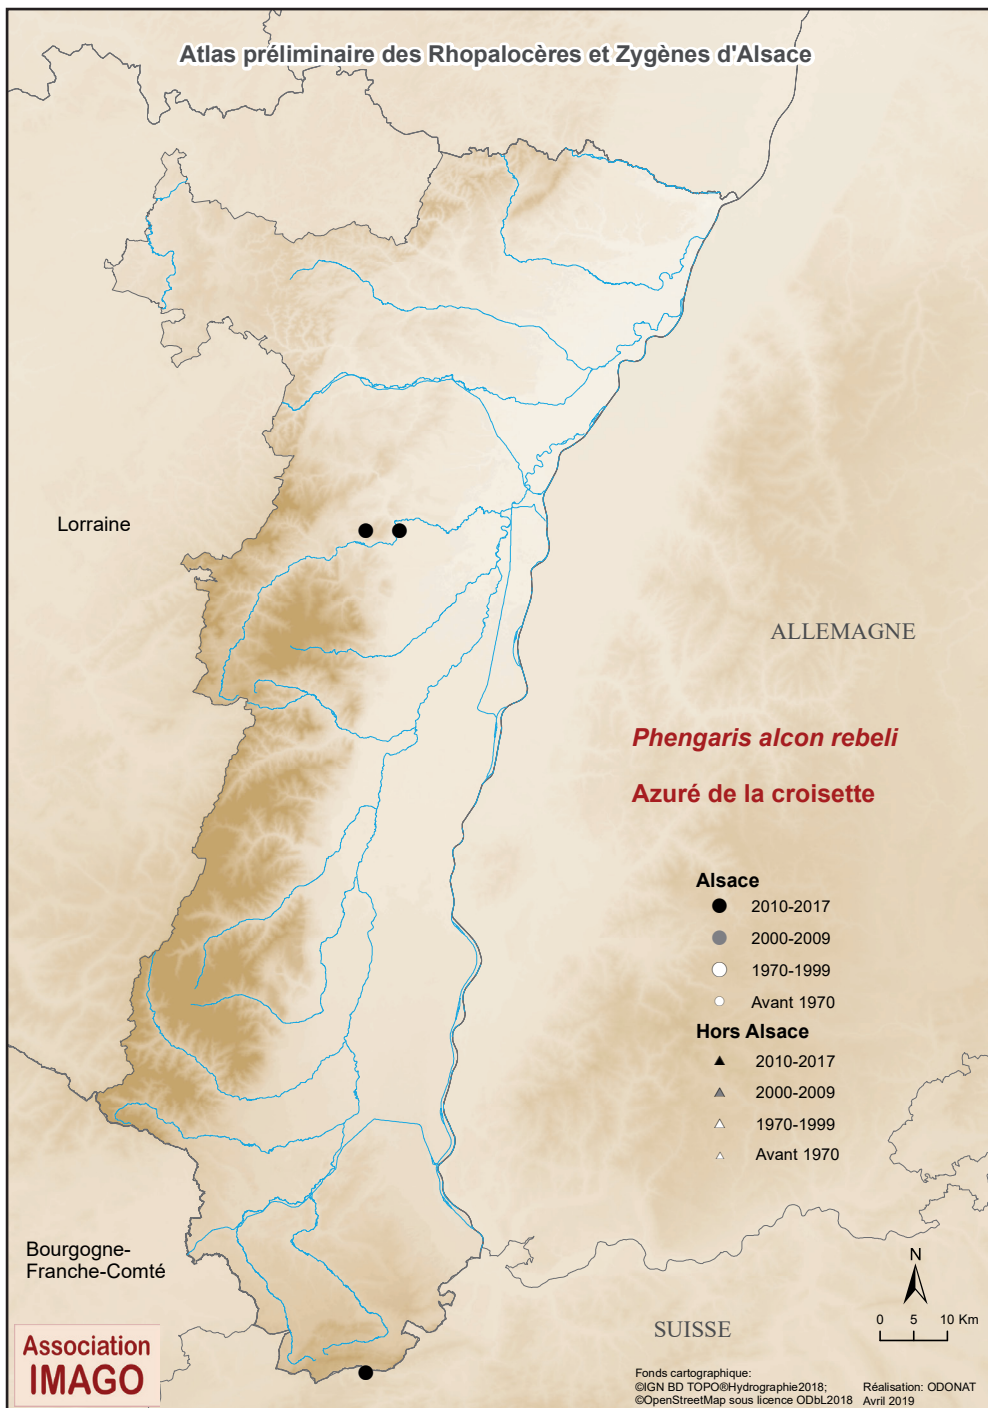 Atlas préliminaire des Rhopalocères et Zygènes d'Alsace
Lorraine
ALLEMAGNE
Phengaris alcon rebeli
Azuré de la croisette
Alsace
2010-2017
2000-2009
1970-1999
Avant 1970
Hors Alsace
2010-2017
2000-2009
1970-1999
Avant 1970
Bourgogne-
Franche-Comté
N
0 5 10 Km
SUISSE
Association
IMAGO
Fonds cartographique:
©IGN BD TOPO®Hydrographie2018;
©OpenStreetMap sous licence ODbL2018
Réalisation: ODONAT
Avril 2019